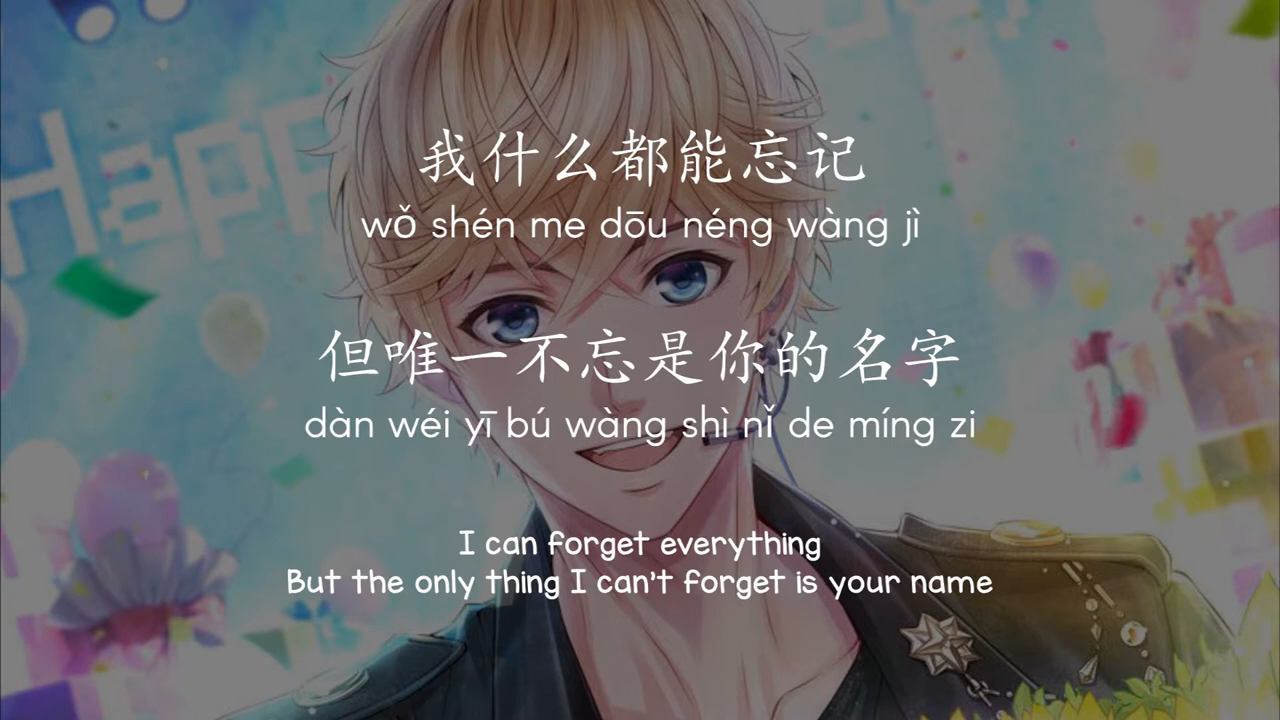 Happ
我什么都能忘记
wǒ shén me dōu néng wàng jì
但唯一不忘是你的名字
dàn wéi yī bú wàng shì nǐ de míng zi
I can forget everything
But the only thing I can't forget is your name